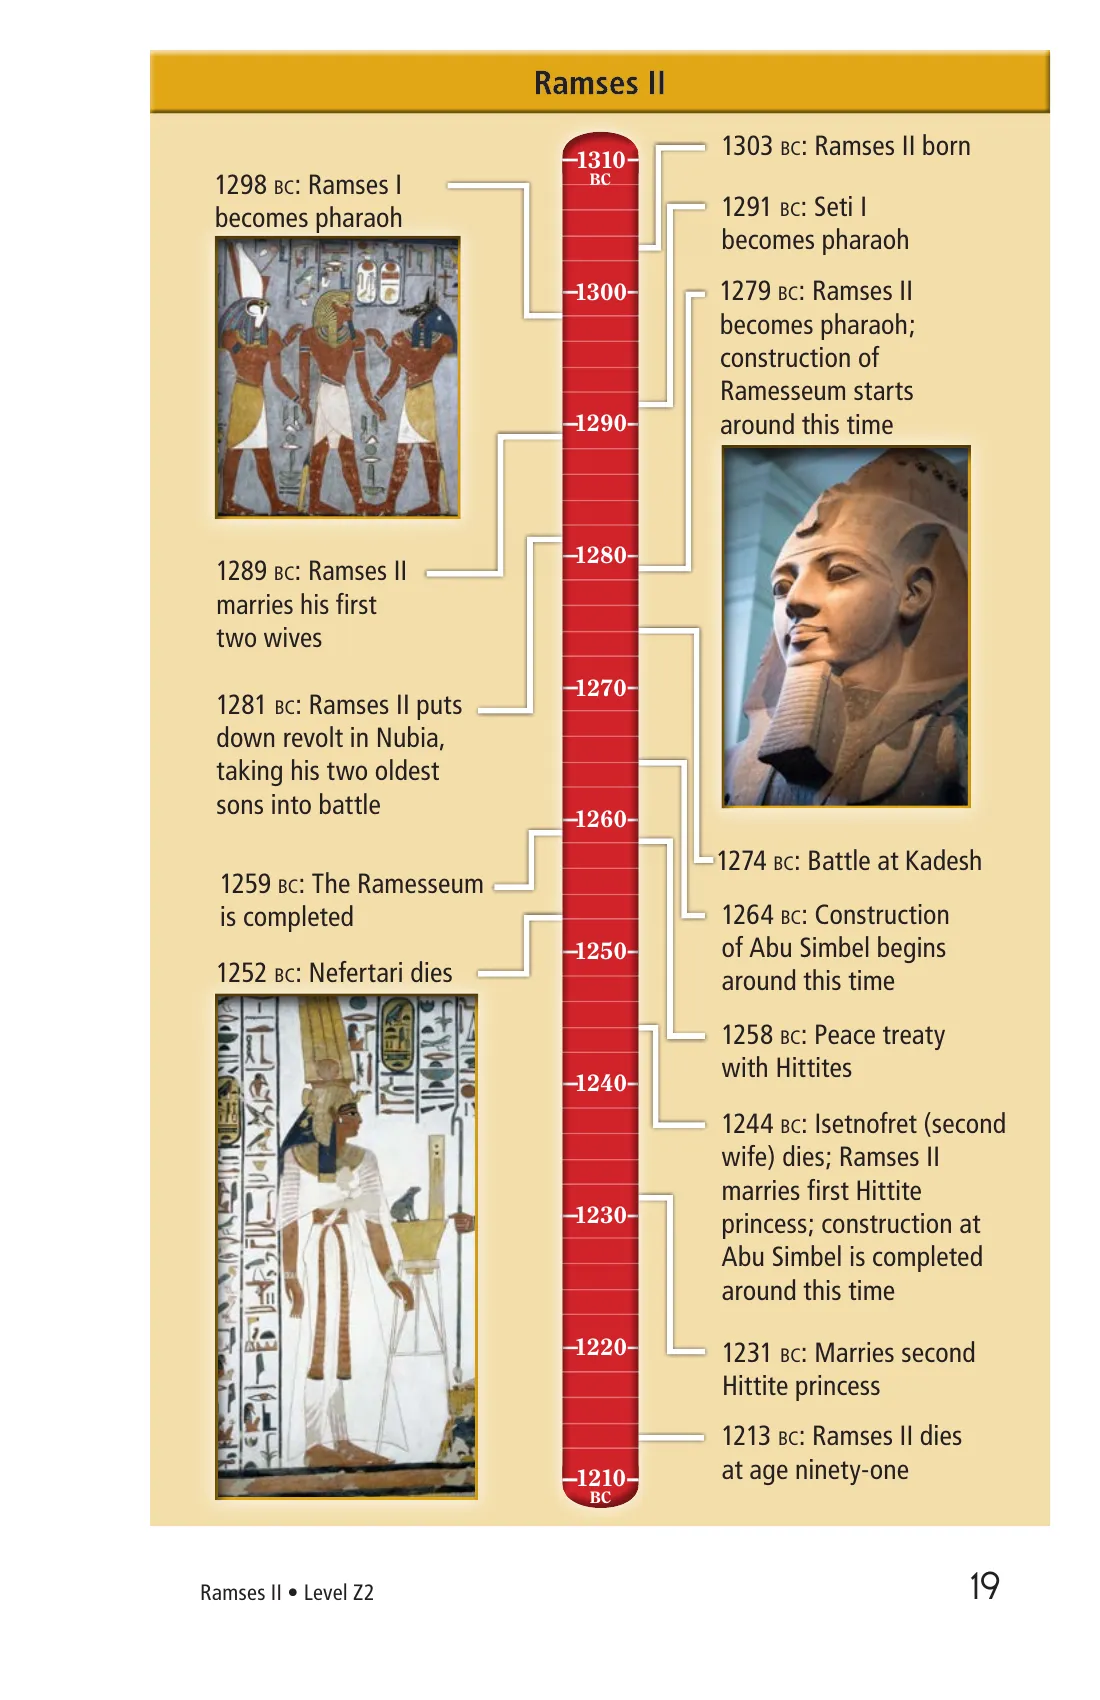 Ramses II
1298 BC: Ramses I
becomes pharaoh
1289 BC: Ramses II
marries his first
two wives
1281 BC: Ramses II puts
down revolt in Nubia,
taking his two oldest
sons into battle
1259 BC: The Ramesseum
is completed
1252 BC: Nefertari dies
1310
BC
1300
1290
1280
1270
1260
1250
1240
1230
1220
1210
BC
1303 BC: Ramses II born
1291 BC: Seti I
becomes pharaoh
1279 BC: Ramses II
becomes pharaoh;
construction of
Ramesseum starts
around this time
1274 BC: Battle at Kadesh
1264 BC: Construction
of Abu Simbel begins
around this time
1258 BC: Peace treaty
with Hittites
1244 BC: Isetnofret (second
wife) dies; Ramses II
marries first Hittite
princess; construction at
Abu Simbel is completed
around this time
1231 BC: Marries second
Hittite princess
1213 BC: Ramses II dies
at age ninety-one
Ramses II • Level Z2
19